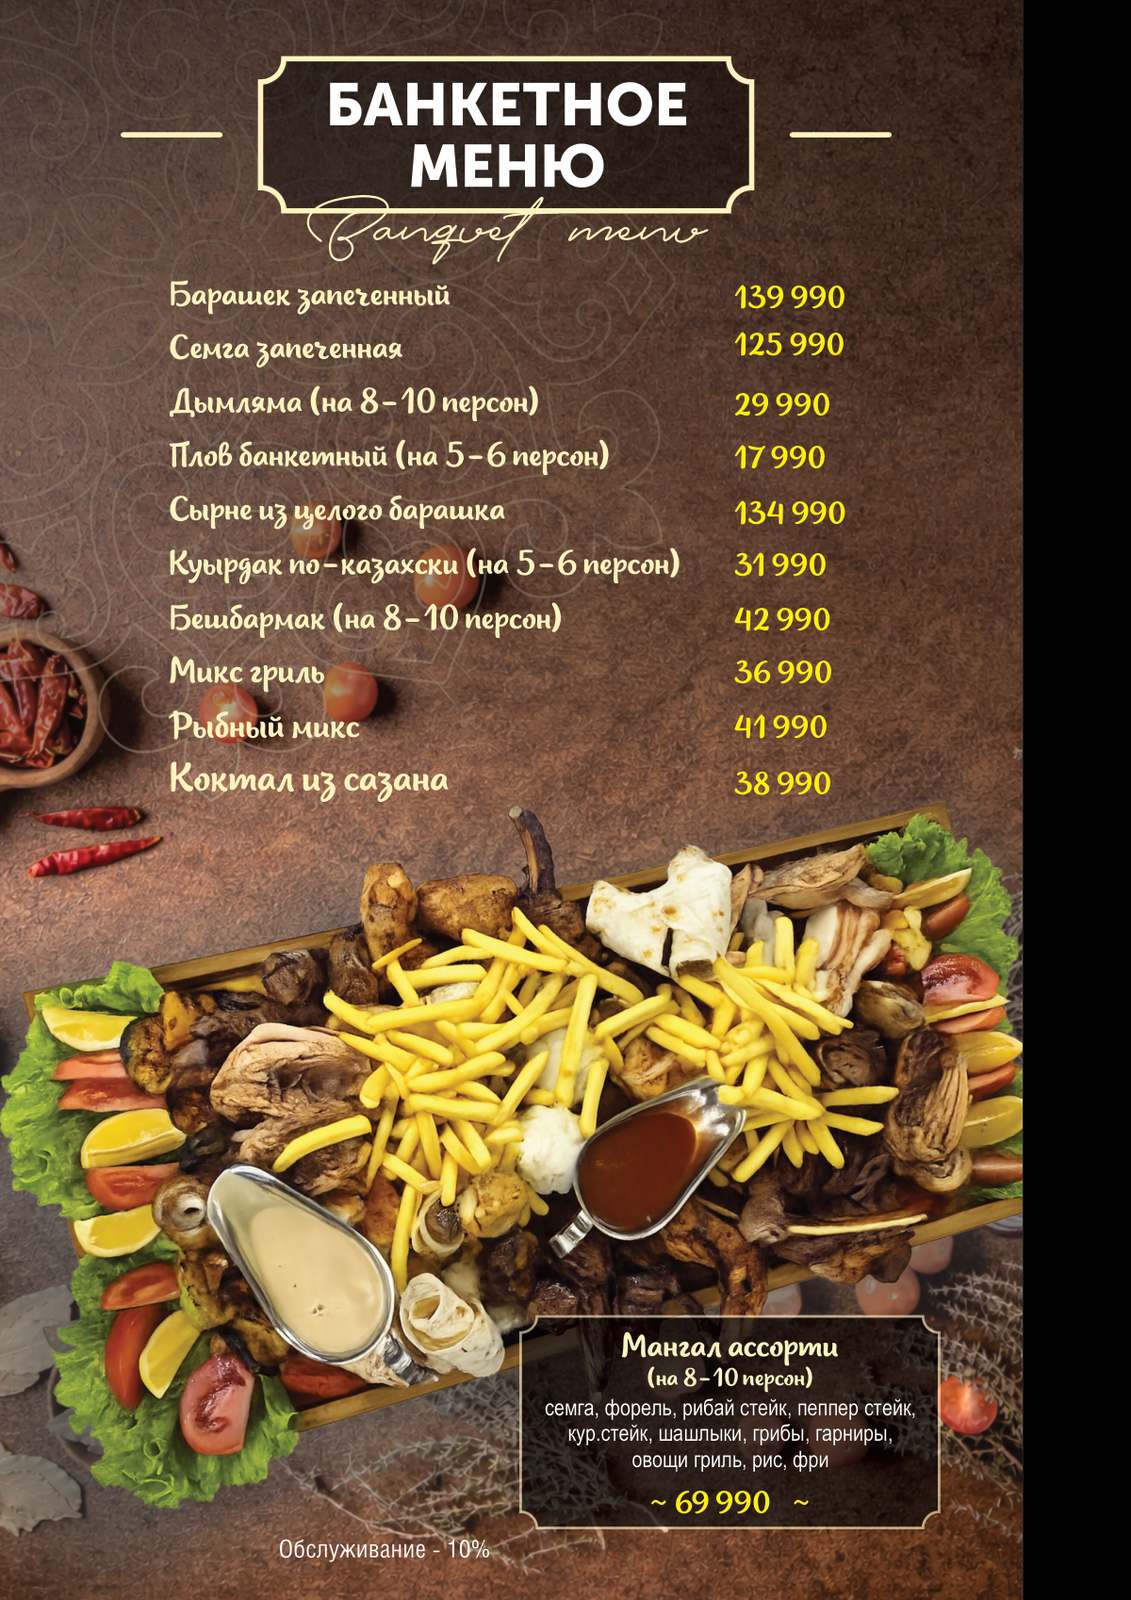 БАНКЕТНОЕ
МЕНЮ
Banquet menu
Барашек запеченный 139 990
Семга запеченная 125 990
Дымляма (на 8-10 персон) 29 990
Плов банкетный (на 5-6 персон) 17 990
Сырне из целого барашка 134 990
Куырдак по-казахски (на 5-6 персон) 31 990
Бешбармак (на 8-10 персон) 42 990
Микс гриль 36 990
Рыбный микс 41 990
Коктал из сазана 38 990
Мангал ассорти
(на 8-10 персон)
семга, форель, рибай стейк, пеппер стейк,
кур.стейк, шашлыки, грибы, гарниры,
овощи гриль, рис, фри
~ 69 990 ~
Обслуживание - 10%